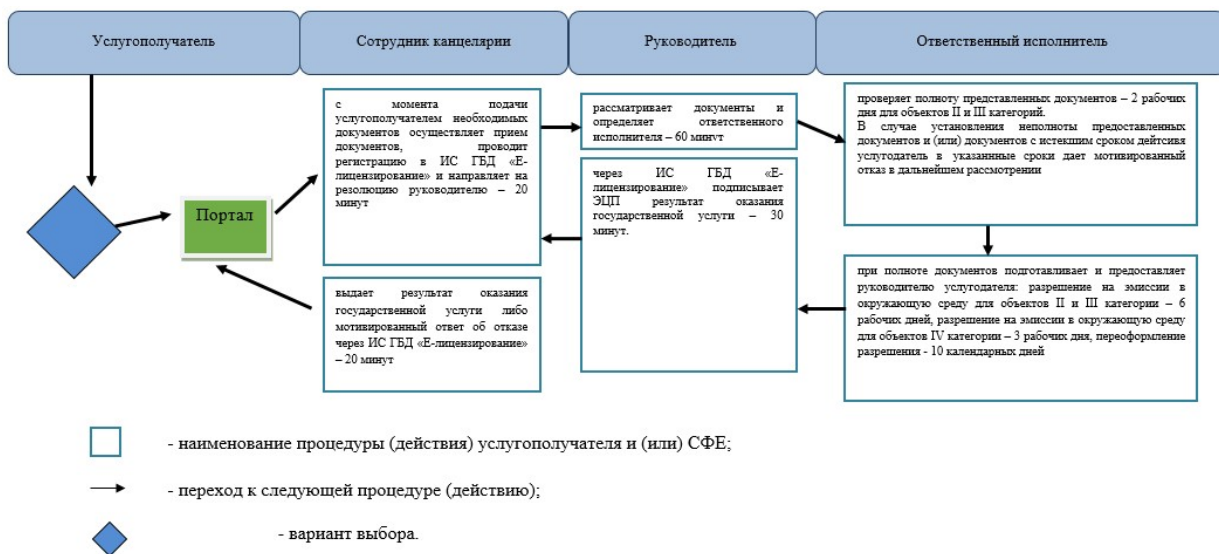 Услугополучатель
Сотрудник канцелярии
Руководитель
Ответственный исполнитель
с момента подачи
услугополучателем необходимых
документов осуществляет прием
документов, проводит
регистрацию в ИС ГБД «Е-
лицензирование» и направляет на
резолюцию руководителю – 20
минут
рассматривает документы и
определяет ответственного
исполнителя – 60 минут
проверяет полноту представленных документов – 2 рабочих
дня для объектов II и III категорий.
В случае установления неполноты предоставленных
документов и (или) документов с истекшим сроком дейтсивя
услугодатель в указаннные сроки дает мотивированный
отказ в дальнейшем рассмотрении
Портал
через ИС ГБД «Е-
лицензирование» подписывает
ЭЦП результат оказания
государственной услуги – 30
минут.
выдает результат оказания
государственной услуги либо
мотивированный ответ об отказе
через ИС ГБД «Е-лицензирование»
– 20 минут
при полноте документов подготавливает и предоставляет
руководителю услугодателя: разрешение на эмиссии в
окружающую среду для объектов II и III категории – 6
рабочих дней, разрешение на эмиссии в окружающую среду
для объектов IV категории – 3 рабочих дня, переоформление
разрешения - 10 календарных дней
- наименование процедуры (действия) услугополучателя и (или) СФЕ;
- переход к следующей процедуре (действию);
- вариант выбора.